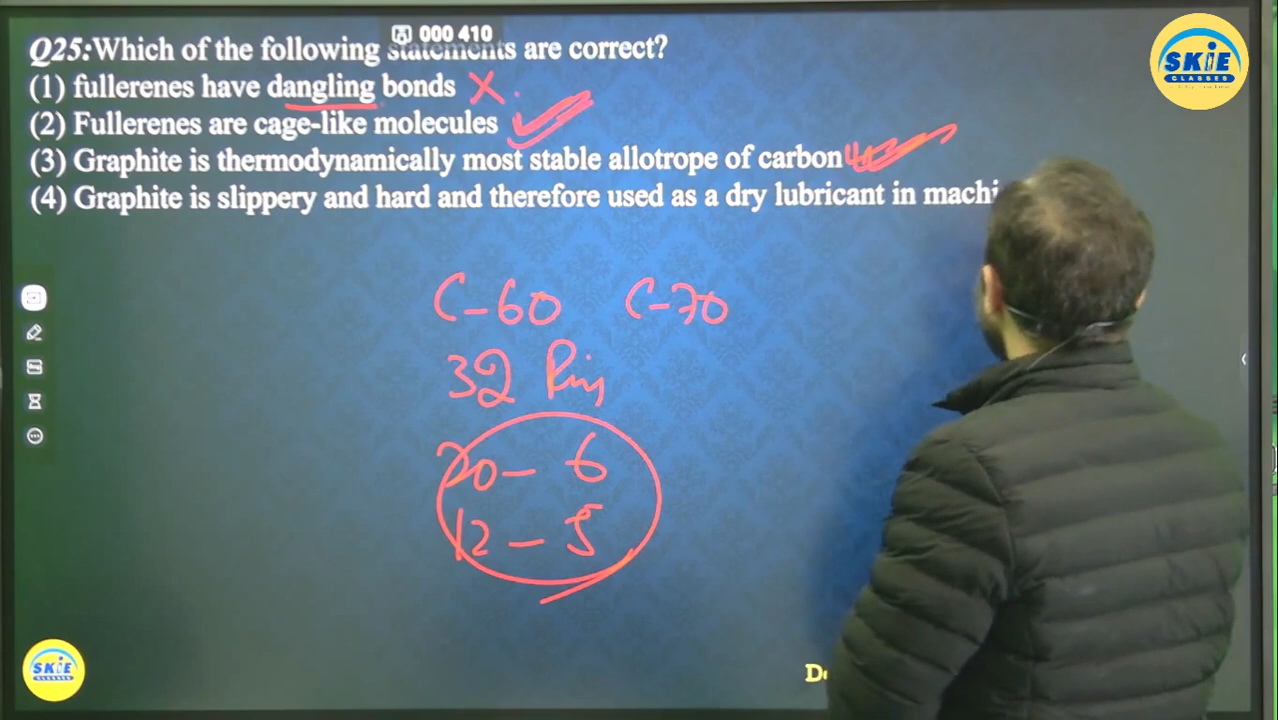 000 410
Q25:Which of the following statements are correct?
(1) fullerenes have dangling bonds
(2) Fullerenes are cage-like molecules
(3) Graphite is thermodynamically most stable allotrope of carbon
(4) Graphite is slippery and hard and therefore used as a dry lubricant in machi
C-60 C-70
32 Ring
20 - 6
12 - 5
SKiE
CLASSES
SKiE
CLASSES